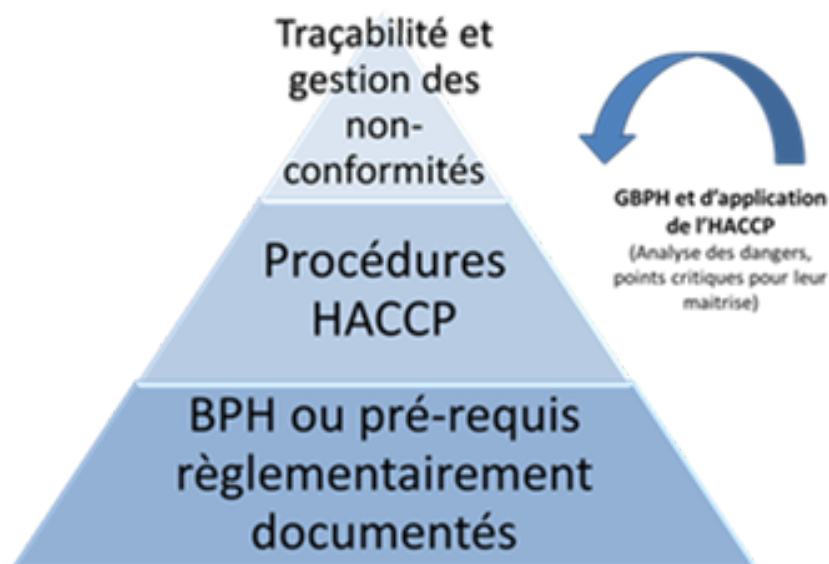 Traçabilité et
gestion des
non-
conformités
GBPH et d'application
de l'HACCP
(Analyse des dangers,
points critiques pour leur
maitrise)
Procédures
HACCP
BPH ou pré-requis
règlementairement
documentés